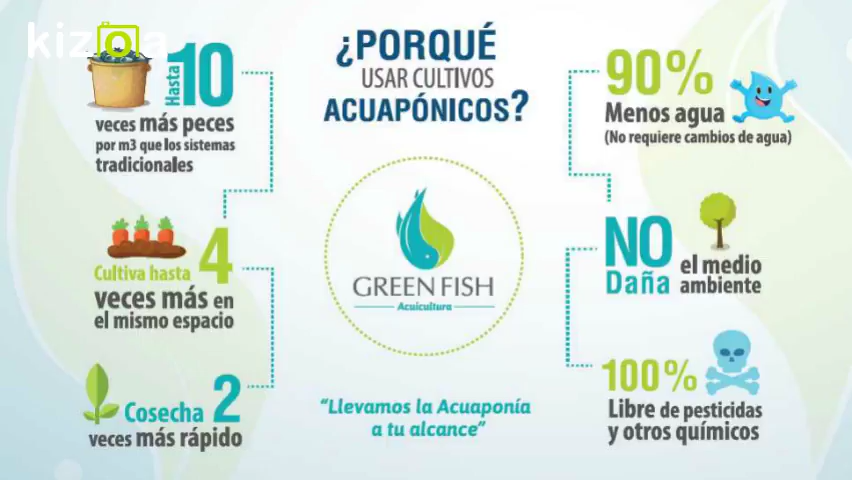 kizoa
¿PORQUÉ
USAR CULTIVOS
ACUAPÓNICOS?
Hasta 10
veces más peces
por m3 que los sistemas
tradicionales
Cultiva hasta 4
veces más en
el mismo espacio
Cosecha 2
veces más rápido
GREEN FISH
Acuicultura
"Llevamos la Acuaponía
a tu alcance"
90%
Menos agua
(No requiere cambios de agua)
NO
Daña el medio
ambiente
100%
Libre de pesticidas
y otros químicos